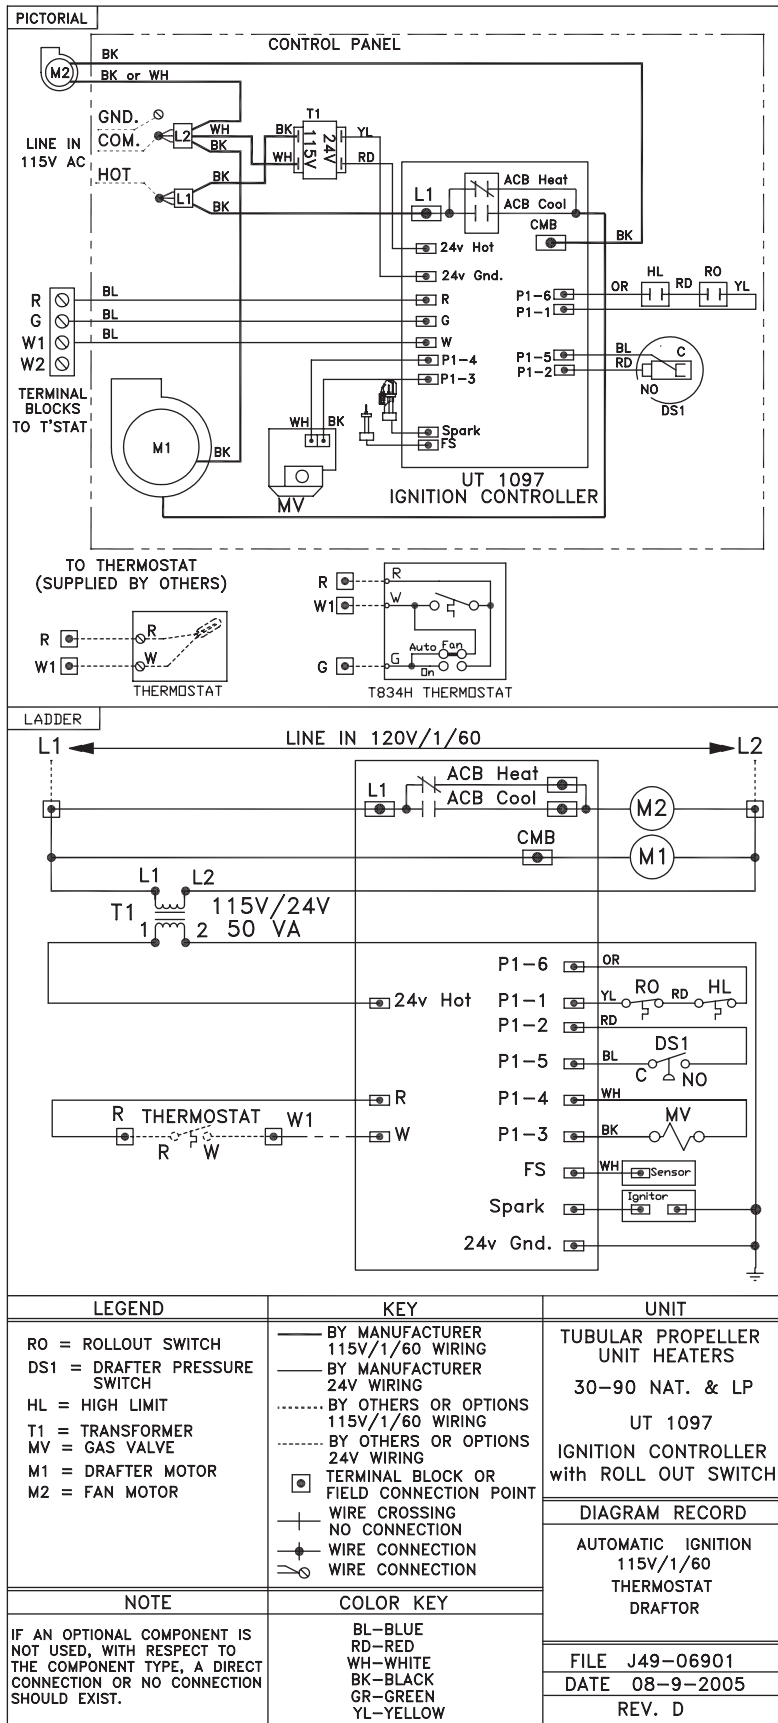 PICTORIAL
CONTROL PANEL
BK
M2
BK or WH
GND.
T1
COM.
L2
WH
BK
YL
LINE IN
115V AC
BK
115V
24V
WH
RD
HOT
L1
BK
BK
L1
ACB Heat
ACB Cool
CMB
BK
24v Hot
24v Gnd.
HL
RD
RO
OR
YL
R
BL
R
P1-6
P1-1
G
BL
G
W1
BL
W
W2
P1-4
P1-3
P1-5
BL
C
P1-2
RD
NO
DS1
TERMINAL
BLOCKS
TO T'STAT
M1
BK
WH
BK
MV
Spark
FS
UT 1097
IGNITION CONTROLLER
TO THERMOSTAT
(SUPPLIED BY OTHERS)
R
R
W1
W
THERMOSTAT
R
R
W1
W
Auto
Fan
G
G
On
T834H THERMOSTAT
LADDER
L1
LINE IN 120V/1/60
L2
L1
ACB Heat
ACB Cool
M2
CMB
M1
L1
L2
T1
115V/24V
1
2
50 VA
P1-6
OR
24v Hot
P1-1
YL
RO
RD
HL
P1-2
RD
P1-5
BL
DS1
C
NO
R
P1-4
WH
R
THERMOSTAT
W1
W
P1-3
BK
MV
R
W
FS
WH
Sensor
Spark
Ignitor
24v Gnd.
LEGEND
RO = ROLLOUT SWITCH
DS1 = DRAFTER PRESSURE
SWITCH
HL = HIGH LIMIT
T1 = TRANSFORMER
MV = GAS VALVE
M1 = DRAFTER MOTOR
M2 = FAN MOTOR
KEY
BY MANUFACTURER
115V/1/60 WIRING
BY MANUFACTURER
24V WIRING
BY OTHERS OR OPTIONS
115V/1/60 WIRING
BY OTHERS OR OPTIONS
24V WIRING
TERMINAL BLOCK OR
FIELD CONNECTION POINT
WIRE CROSSING
NO CONNECTION
WIRE CONNECTION
WIRE CONNECTION
UNIT
TUBULAR PROPELLER
UNIT HEATERS
30-90 NAT. & LP
UT 1097
IGNITION CONTROLLER
with ROLL OUT SWITCH
DIAGRAM RECORD
AUTOMATIC IGNITION
115V/1/60
THERMOSTAT
DRAFTOR
NOTE
IF AN OPTIONAL COMPONENT IS
NOT USED, WITH RESPECT TO
THE COMPONENT TYPE, A DIRECT
CONNECTION OR NO CONNECTION
SHOULD EXIST.
COLOR KEY
BL-BLUE
RD-RED
WH-WHITE
BK-BLACK
GR-GREEN
YL-YELLOW
FILE J49-06901
DATE 08-9-2005
REV. D